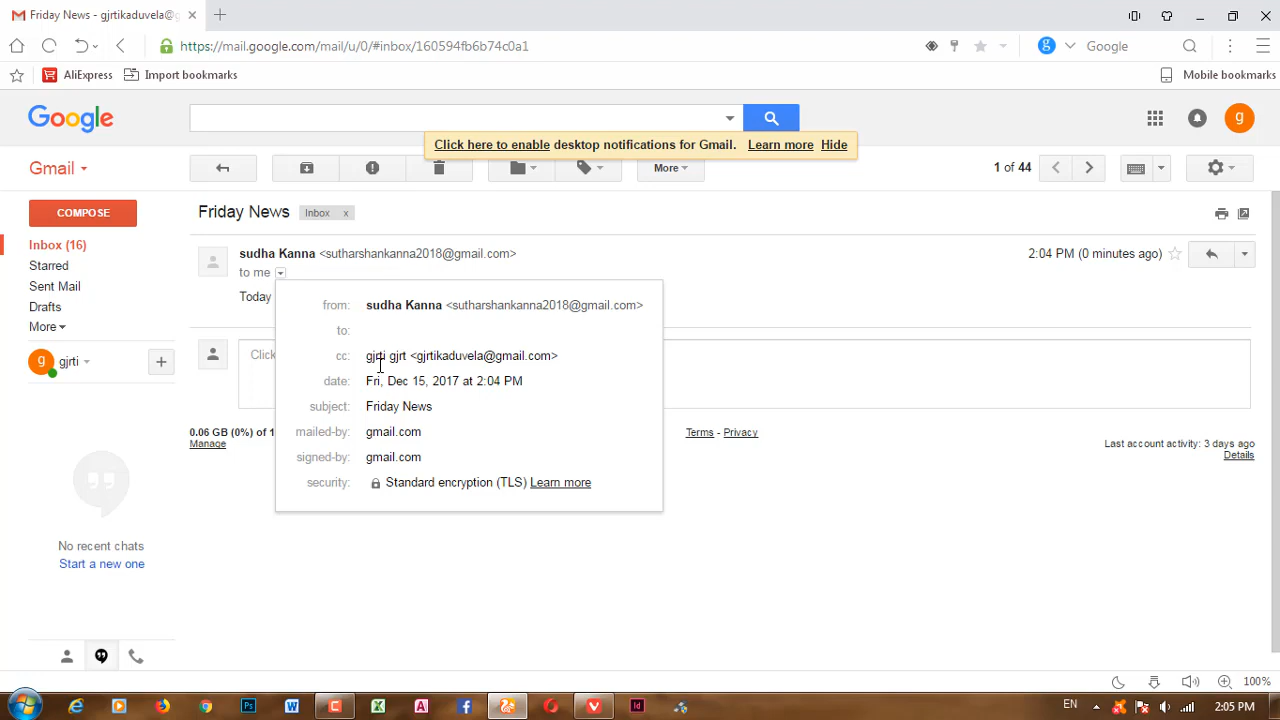 Friday News - gjrtikaduvela@g
https://mail.google.com/mail/u/0/#inbox/160594fb6b74c0a1
g Google
AliExpress Import bookmarks Mobile bookmarks
Google
g
Click here to enable desktop notifications for Gmail. Learn more Hide
Gmail More 1 of 44
COMPOSE
Friday News Inbox x
Inbox (16)
Starred
Sent Mail
Drafts
More
g gjrti
sudha Kanna <sutharshankanna2018@gmail.com> 2:04 PM (0 minutes ago)
to me
Today
from: sudha Kanna <sutharshankanna2018@gmail.com>
to:
cc: gjrti gjrt <gjrtikaduvela@gmail.com>
date: Fri, Dec 15, 2017 at 2:04 PM
subject: Friday News
mailed-by: gmail.com
signed-by: gmail.com
security: Standard encryption (TLS) Learn more
Click
0.06 GB (0%) of 1
Manage
Terms - Privacy
Last account activity: 3 days ago
Details
No recent chats
Start a new one
100%
EN 2:05 PM